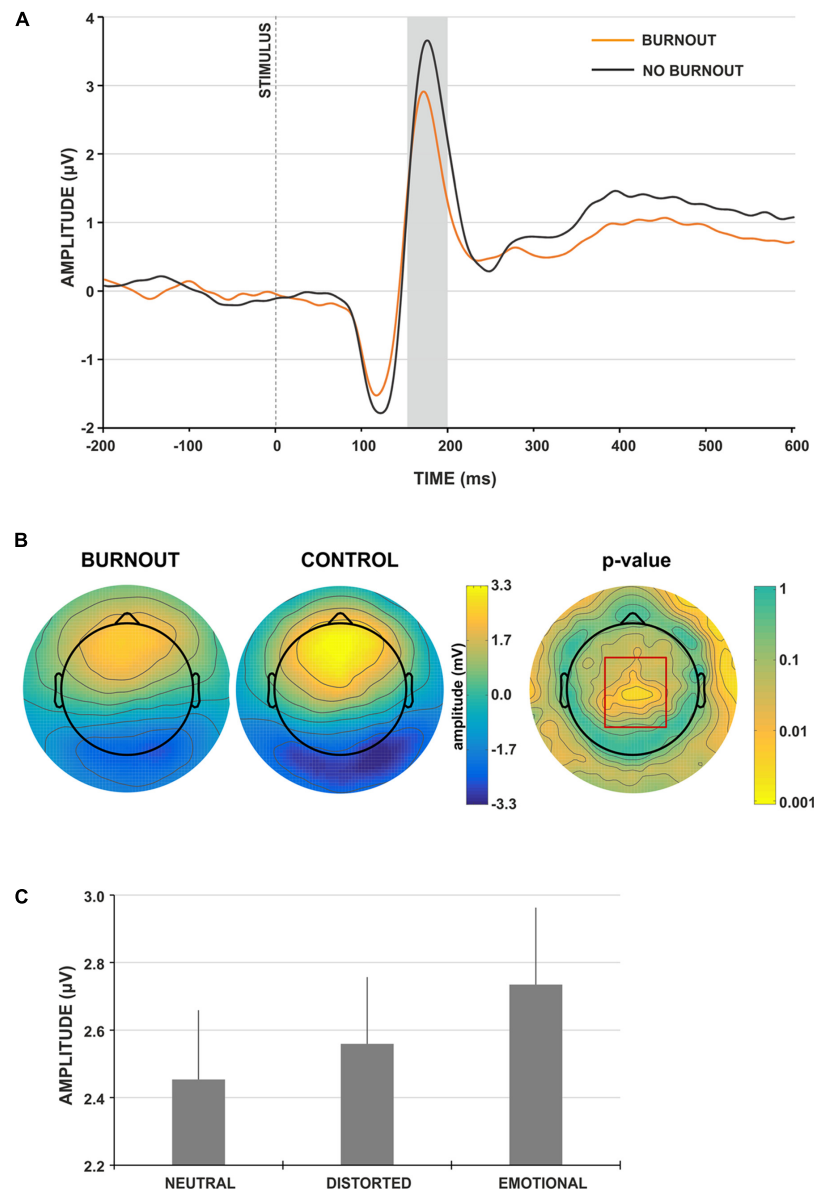 A
AMPLITUDE (µV)
4
3
2
1
0
-1
-2
STIMULUS
BURNOUT
NO BURNOUT
-200 -100 0 100 200 300 400 500 600
TIME (ms)
B
BURNOUT CONTROL p-value
amplitude (mV)
3.3
1.7
0.0
-1.7
-3.3
1
0.1
0.01
0.001
C
AMPLITUDE (µV)
3.0
2.8
2.6
2.4
2.2
NEUTRAL DISTORTED EMOTIONAL